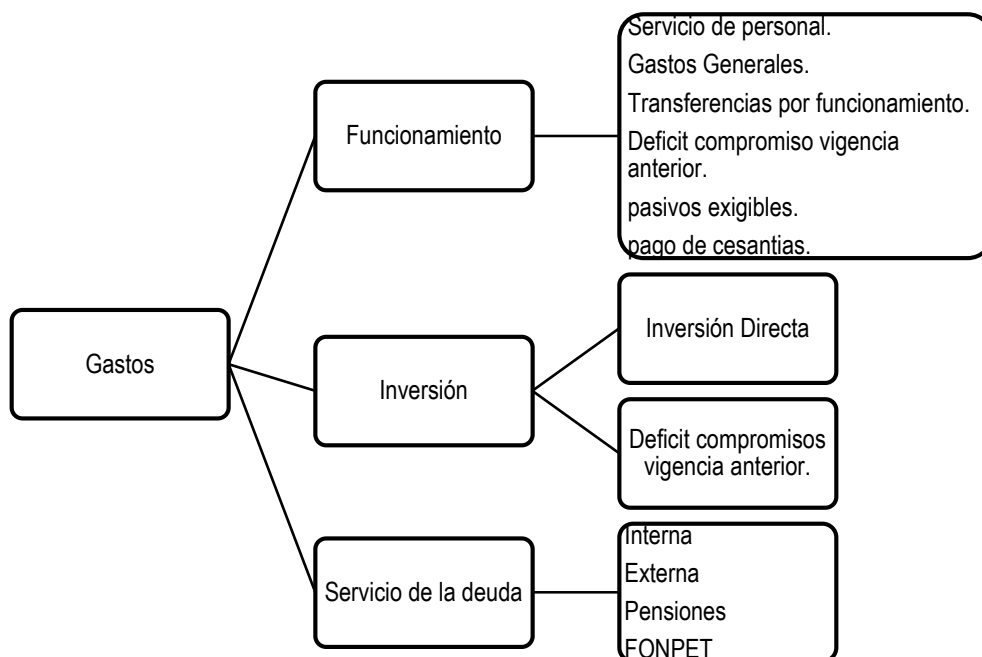 Gastos
Funcionamiento
Servicio de personal.
Gastos Generales.
Transferencias por funcionamiento.
Deficit compromiso vigencia
anterior.
pasivos exigibles.
pago de cesantias.
Inversión
Inversión Directa
Deficit compromisos
vigencia anterior.
Servicio de la deuda
Interna
Externa
Pensiones
FONPET